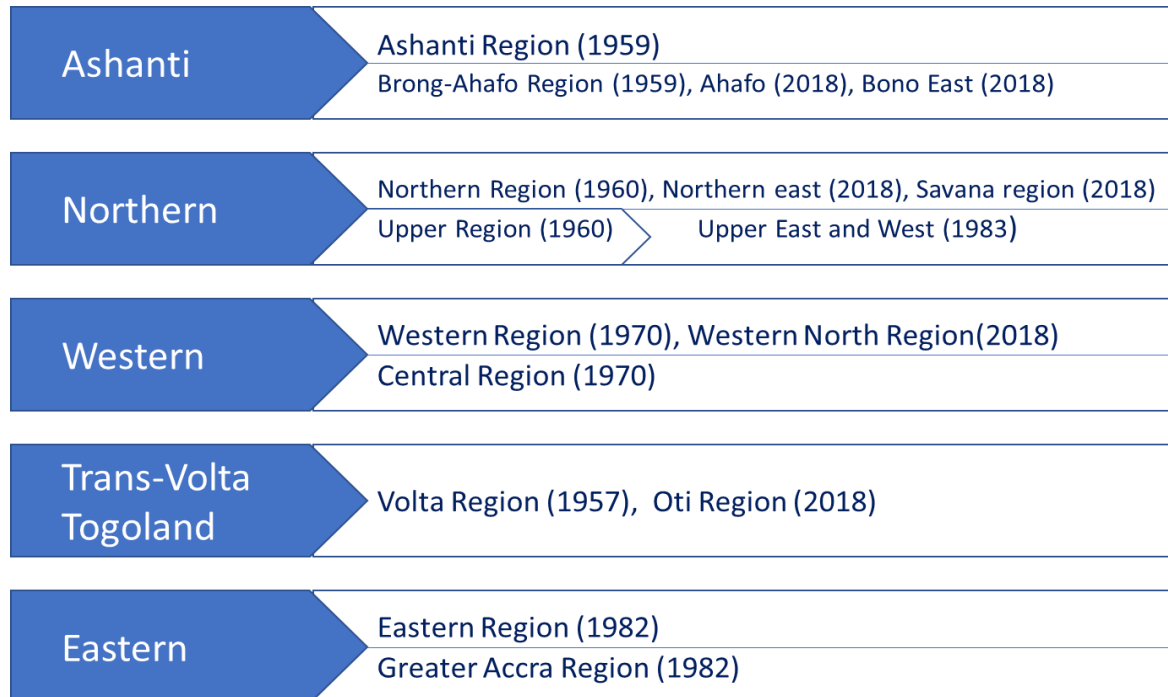 Ashanti
Ashanti Region (1959)
Brong-Ahafo Region (1959), Ahafo (2018), Bono East (2018)
Northern
Northern Region (1960), Northern east (2018), Savana region (2018)
Upper Region (1960)
Upper East and West (1983)
Western
Western Region (1970), Western North Region(2018)
Central Region (1970)
Trans-Volta
Togoland
Volta Region (1957), Oti Region (2018)
Eastern
Eastern Region (1982)
Greater Accra Region (1982)